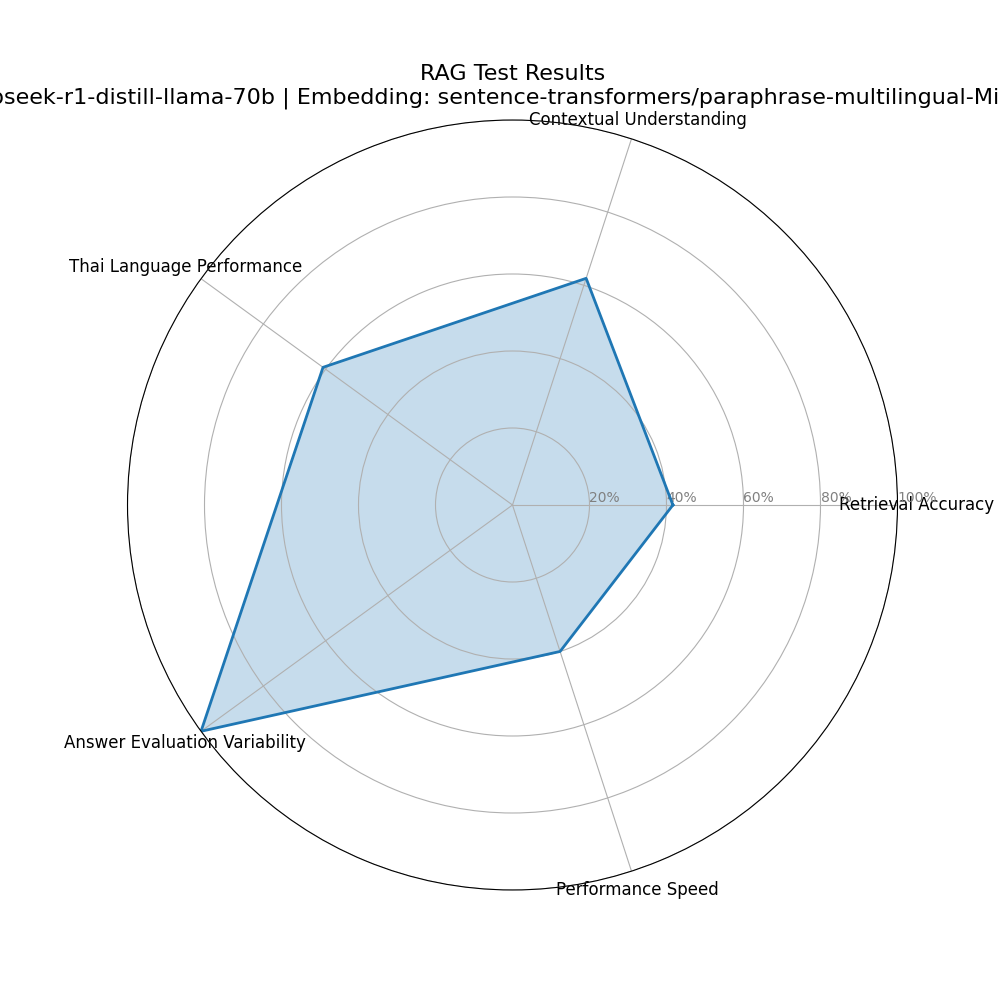 RAG Test Results
seek-r1-distill-llama-70b | Embedding: sentence-transformers/paraphrase-multilingual-Mi
Contextual Understanding
Thai Language Performance
20%
40%
60%
80%
100%
Retrieval Accuracy
Answer Evaluation Variability
Performance Speed